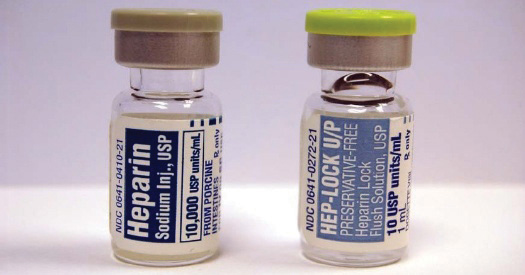 NDC 0641-0410-21
Heparin
Sodium Inj., USP
10,000 USP units/mL
FROM PORCINE
INTESTINES
℞ only
NDC 0641-0272-21
HEP-LOCK U/P
PRESERVATIVE-FREE
Heparin Lock
Flush Solution, USP
10 USP units/mL
1 mL
℞ only